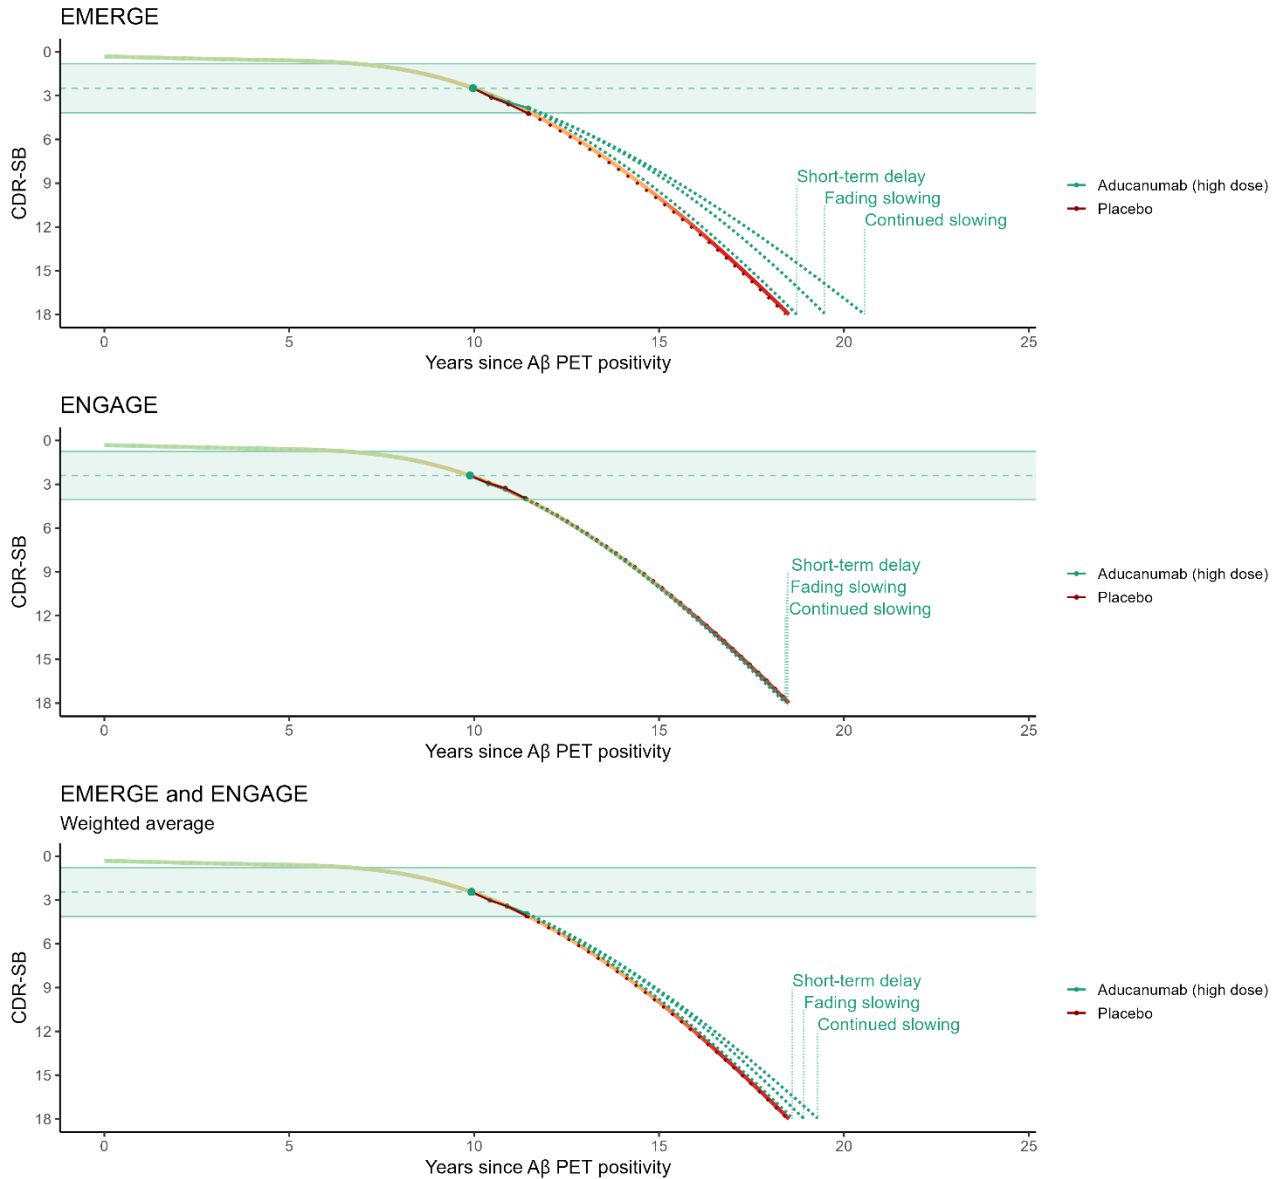 EMERGE
0
3
6
9
12
15
18
CDR-SB
Short-term delay
Fading slowing
Continued slowing
Aducanumab (high dose)
Placebo
0 5 10 15 20 25
Years since Aβ PET positivity
ENGAGE
0
3
6
9
12
15
18
CDR-SB
Short-term delay
Fading slowing
Continued slowing
Aducanumab (high dose)
Placebo
0 5 10 15 20 25
Years since Aβ PET positivity
EMERGE and ENGAGE
Weighted average
0
3
6
9
12
15
18
CDR-SB
Short-term delay
Fading slowing
Continued slowing
Aducanumab (high dose)
Placebo
0 5 10 15 20 25
Years since Aβ PET positivity